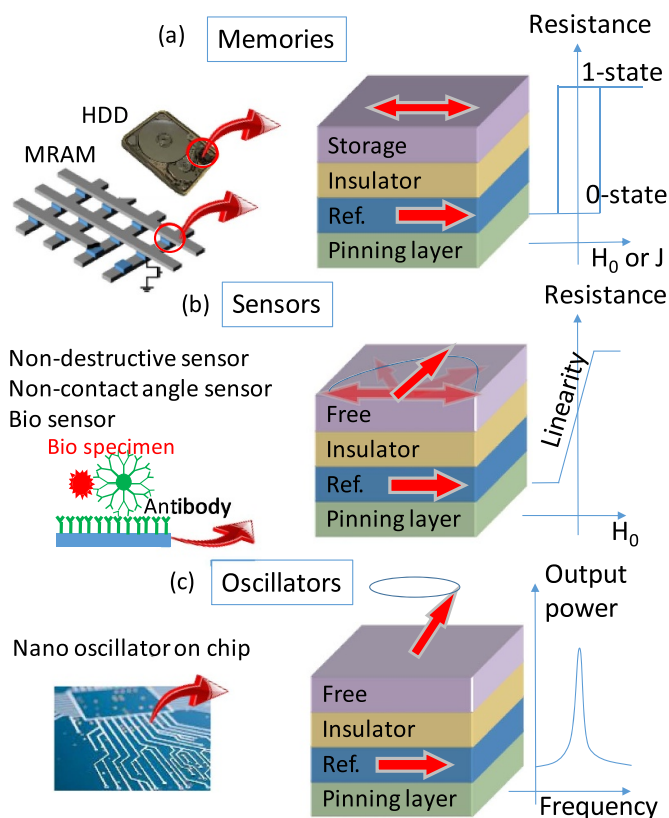 (a) Memories
Resistance
1-state
HDD
MRAM
Storage
Insulator
Ref.
Pinning layer
0-state
H0 or J
(b) Sensors
Resistance
Non-destructive sensor
Non-contact angle sensor
Bio sensor
Bio specimen
Antibody
Free
Insulator
Ref.
Pinning layer
Linearity
H0
(c) Oscillators
Output
power
Nano oscillator on chip
Free
Insulator
Ref.
Pinning layer
Frequency